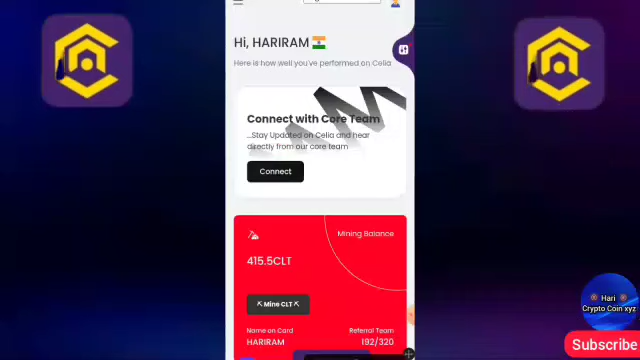 Hi, HARIRAM
Here is how well you've performed on Celia
Connect with Core Team
...Stay Updated on Celia and hear
directly from our core team
Connect
Mining Balance
415.5CLT
Mine CLT
Name on Card
Referral Team
HARIRAM
192/320
Hari
Crypto Coin xyz
Subscribe